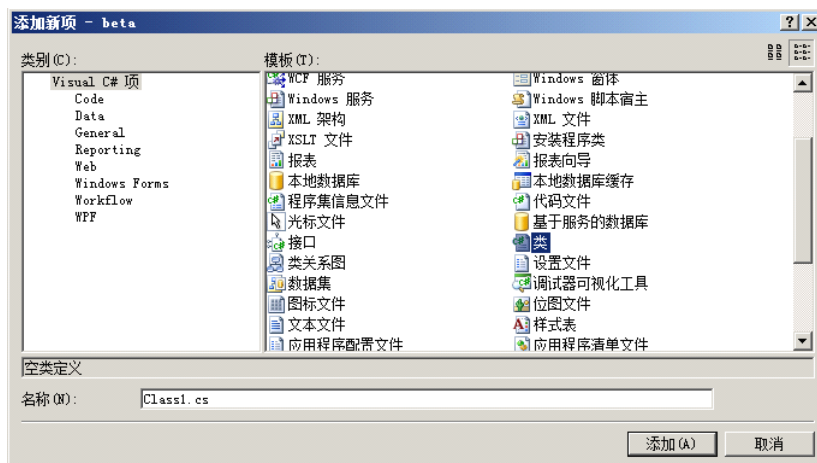 添加新项 - beta
类别(C):
模板(T):
Visual C# 项
Code
Data
General
Reporting
Web
Windows Forms
Workflow
WPF
WCF 服务
Windows 窗体
Windows 服务
Windows 脚本宿主
XML 架构
XML 文件
XSLT 文件
安装程序类
报表
报表向导
本地数据库
本地数据库缓存
程序集信息文件
代码文件
光标文件
基于服务的数据库
接口
类
类关系图
设置文件
数据集
调试器可视化工具
图标文件
位图文件
文本文件
样式表
应用程序配置文件
应用程序清单文件
空类定义
名称(N):
Class1.cs
添加(A)
取消